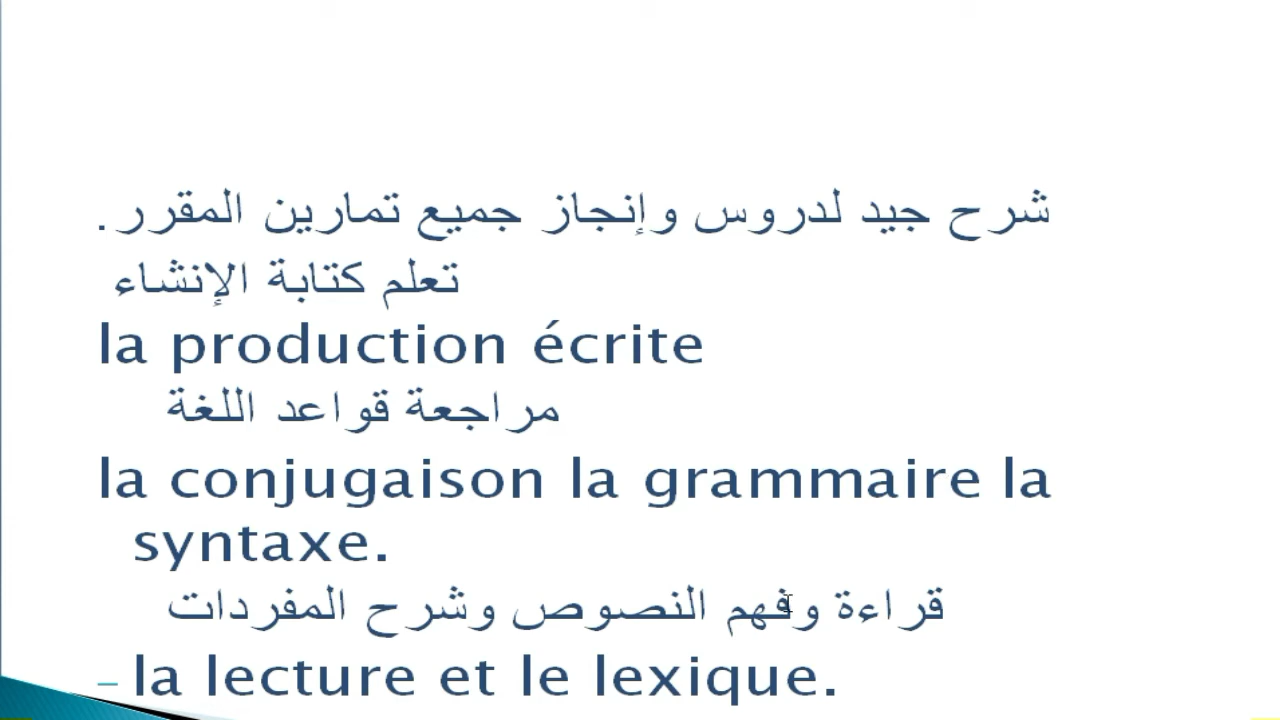 شرح جيد لدروس وإنجاز جميع تمارين المقرر.
تعلم كتابة الإنشاء
la production écrite
مراجعة قواعد اللغة
la conjugaison la grammaire la
syntaxe.
قراءة وفهم النصوص وشرح المفردات
– la lecture et le lexique.